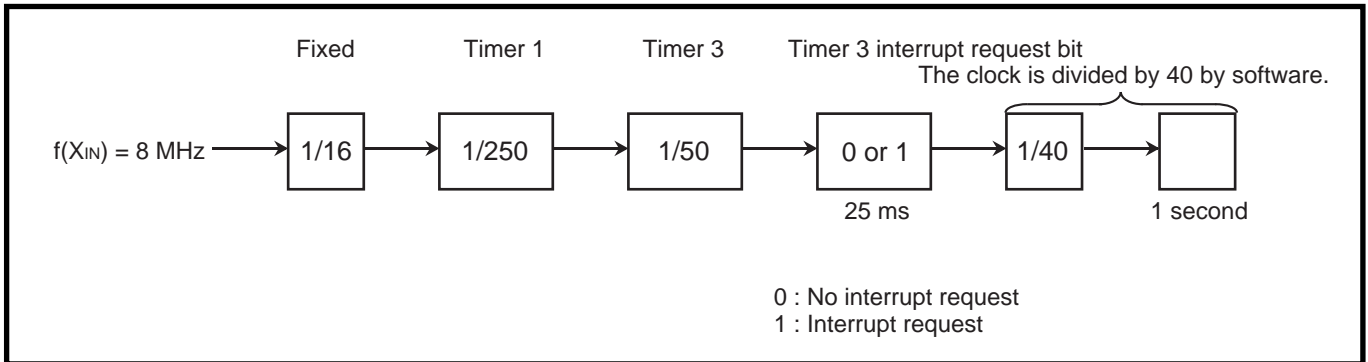 Fixed Timer 1 Timer 3 Timer 3 interrupt request bit
The clock is divided by 40 by software.
f(XIN) = 8 MHz 1/16 1/250 1/50 0 or 1 1/40
25 ms 1 second
0 : No interrupt request
1 : Interrupt request